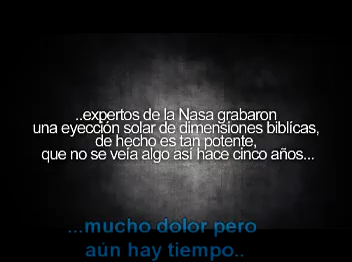 ..expertos de la Nasa grabaron
una eyección solar de dimensiones biblícas,
de hecho es tan potente,
que no se veía algo así hace cinco años...
...mucho dolor pero
aún hay tiempo..